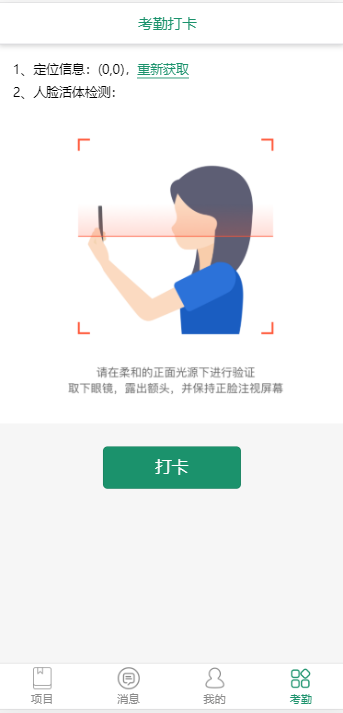 考勤打卡
1、定位信息：(0,0)，重新获取
2、人脸活体检测：
请在柔和的正面光源下进行验证
取下眼镜，露出额头，并保持正脸注视屏幕
打卡
项目 消息 我的 考勤